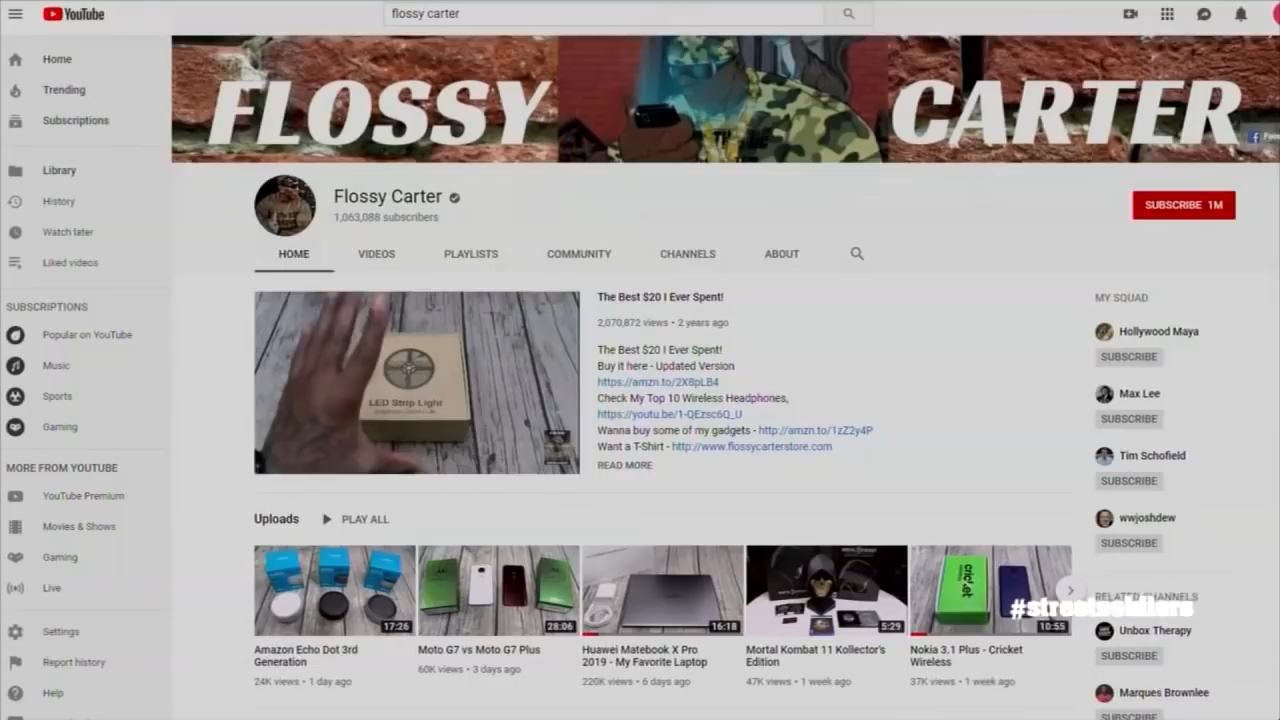 YouTube
flossy carter
Home
Trending
Subscriptions
Library
History
Watch later
Liked videos
SUBSCRIPTIONS
Popular on YouTube
Music
Sports
Gaming
MORE FROM YOUTUBE
YouTube Premium
Movies & Shows
Gaming
Live
Settings
Report history
Help
FLOSSY CARTER
Flossy Carter
1,063,088 subscribers
SUBSCRIBE 1M
HOME VIDEOS PLAYLISTS COMMUNITY CHANNELS ABOUT
LED Strip Light
The Best $20 I Ever Spent!
2,070,872 views • 2 years ago
The Best $20 I Ever Spent!
Buy it here - Updated Version
https://amzn.to/2X8pLB4
Check My Top 10 Wireless Headphones,
https://youtu.be/1-QEzsc6Q_U
Wanna buy some of my gadgets - http://amzn.to/1zZ2y4P
Want a T-Shirt - http://www.flossycarterstore.com
READ MORE
MY SQUAD
Hollywood Maya
SUBSCRIBE
Max Lee
SUBSCRIBE
Tim Schofield
SUBSCRIBE
wwjoshdew
SUBSCRIBE
Uploads PLAY ALL
17:26
Amazon Echo Dot 3rd
Generation
24K views • 1 day ago
28:06
Moto G7 vs Moto G7 Plus
60K views • 3 days ago
16:18
Huawei Matebook X Pro
2019 - My Favorite Laptop
220K views • 6 days ago
5:29
Mortal Kombat 11 Kollector's
Edition
47K views • 1 week ago
cricket
10:55
Nokia 3.1 Plus - Cricket
Wireless
37K views • 1 week ago
RELATED CHANNELS
#streetsoldiers
Unbox Therapy
SUBSCRIBE
Marques Brownlee
SUBSCRIBE